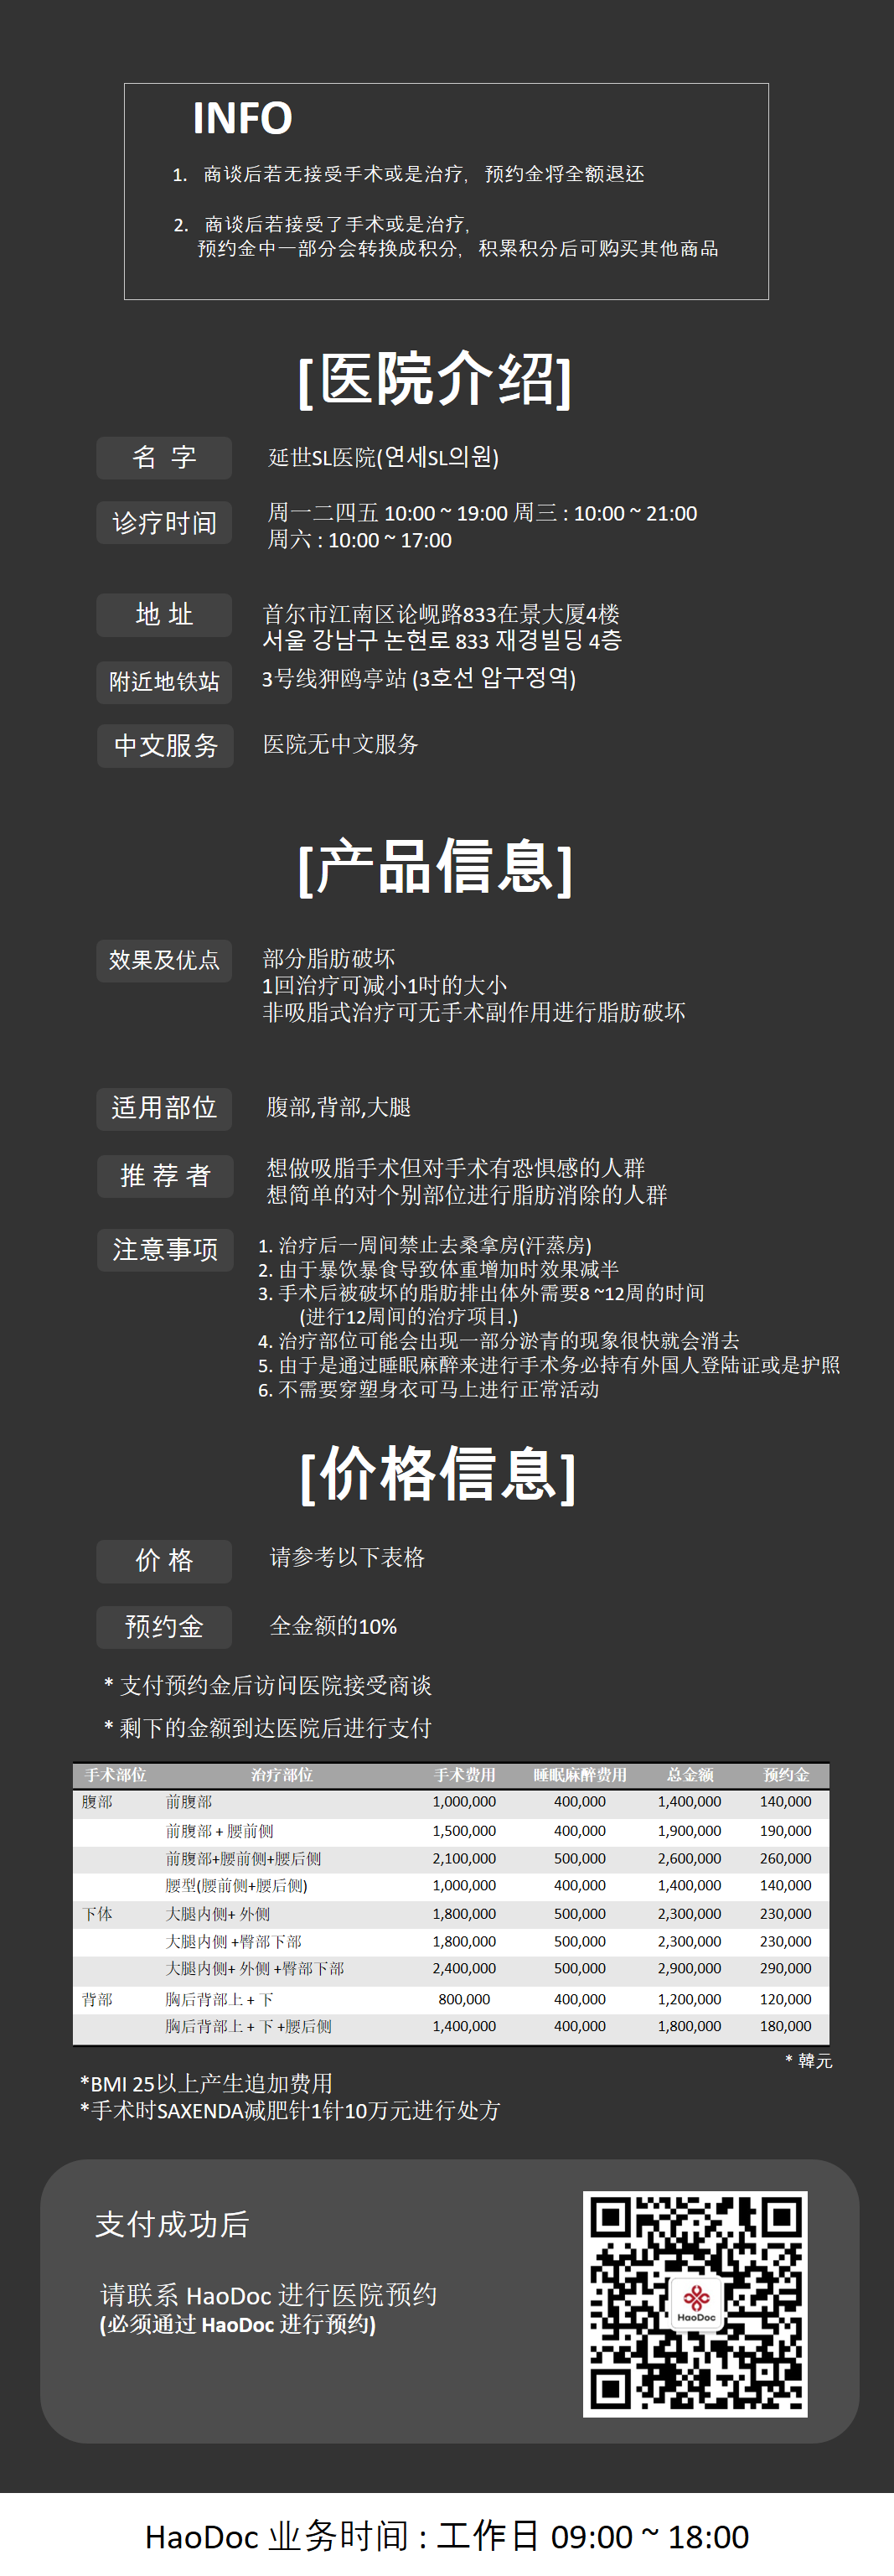 INFO
1. 商谈后若无接受手术或是治疗，预约金将全额退还
2. 商谈后若接受了手术或是治疗，
预约金中一部分会转换成积分，积累积分后可购买其他商品
[医院介绍]
名 字 延世SL医院(연세SL의원)
诊疗时间 周一二四五 10:00 ~ 19:00 周三 : 10:00 ~ 21:00
周六 : 10:00 ~ 17:00
地 址 首尔市江南区论岘路833在景大厦4楼
서울 강남구 논현로 833 재경빌딩 4층
附近地铁站 3号线狎鸥亭站 (3호선 압구정역)
中文服务 医院无中文服务
[产品信息]
效果及优点 部分脂肪破坏
1回治疗可减小1吋的大小
非吸脂式治疗可无手术副作用进行脂肪破坏
适用部位 腹部,背部,大腿
推 荐 者 想做吸脂手术但对手术有恐惧感的人群
想简单的对个别部位进行脂肪消除的人群
注意事项 1. 治疗后一周间禁止去桑拿房(汗蒸房)
2. 由于暴饮暴食导致体重增加时效果减半
3. 手术后被破坏的脂肪排出体外需要8 ~12周的时间
(进行12周间的治疗项目.)
4. 治疗部位可能会出现一部分淤青的现象很快就会消去
5. 由于是通过睡眠麻醉来进行手术务必持有外国人登陆证或是护照
6. 不需要穿塑身衣可马上进行正常活动
[价格信息]
价 格 请参考以下表格
预约金 全金额的10%
* 支付预约金后访问医院接受商谈
* 剩下的金额到达医院后进行支付
手术部位 治疗部位 手术费用 睡眠麻醉费用 总金额 预约金
腹部 前腹部 1,000,000 400,000 1,400,000 140,000
前腹部 + 腰前侧 1,500,000 400,000 1,900,000 190,000
前腹部+腰前侧+腰后侧 2,100,000 500,000 2,600,000 260,000
腰型(腰前侧+腰后侧) 1,000,000 400,000 1,400,000 140,000
下体 大腿内侧+ 外侧 1,800,000 500,000 2,300,000 230,000
大腿内侧 +臀部下部 1,800,000 500,000 2,300,000 230,000
大腿内侧+ 外侧 +臀部下部 2,400,000 500,000 2,900,000 290,000
背部 胸后背部上 + 下 800,000 400,000 1,200,000 120,000
胸后背部上 + 下 +腰后侧 1,400,000 400,000 1,800,000 180,000
* 韓元
*BMI 25以上产生追加费用
*手术时SAXENDA减肥针1针10万元进行处方
支付成功后
请联系 HaoDoc 进行医院预约
(必须通过 HaoDoc 进行预约)
HaoDoc
HaoDoc 业务时间 : 工作日 09:00 ~ 18:00